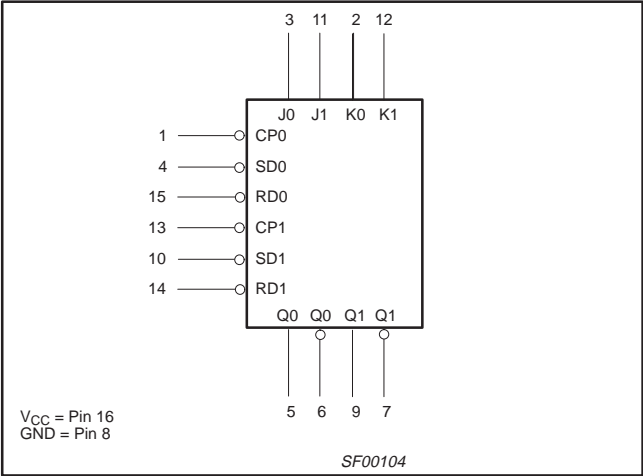 3 11 2 12
J0 J1 K0 K1
1 CP0
4 SD0
15 RD0
13 CP1
10 SD1
14 RD1
Q0 Q0 Q1 Q1
5 6 9 7
VCC = Pin 16
GND = Pin 8
SF00104